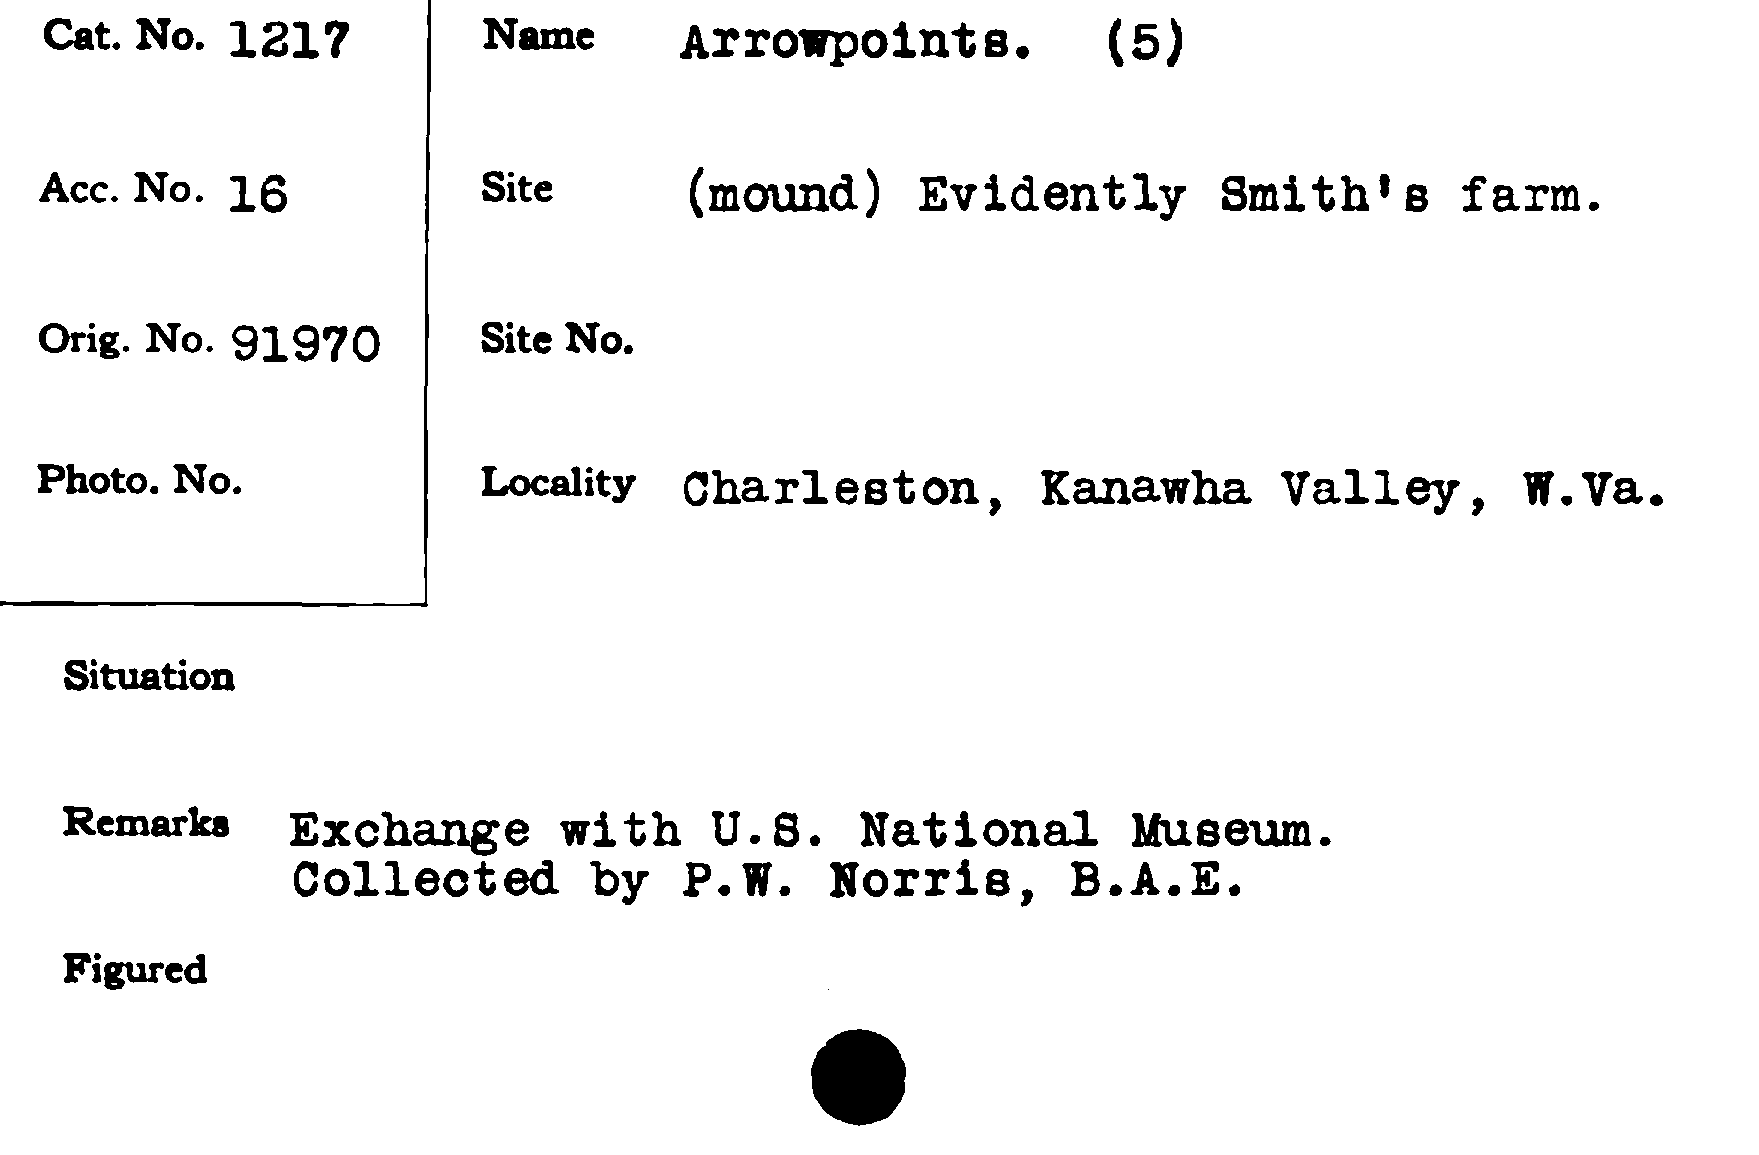 Cat. No. 1217
Name Arrowpoints. (5)
Acc. No. 16
Site (mound) Evidently Smith's farm.
Orig. No. 91970
Site No.
Photo. No.
Locality Charleston, Kanawha Valley, W.Va.
Situation
Remarks Exchange with U.S. National Museum.
Collected by P.W. Norris, B.A.E.
Figured